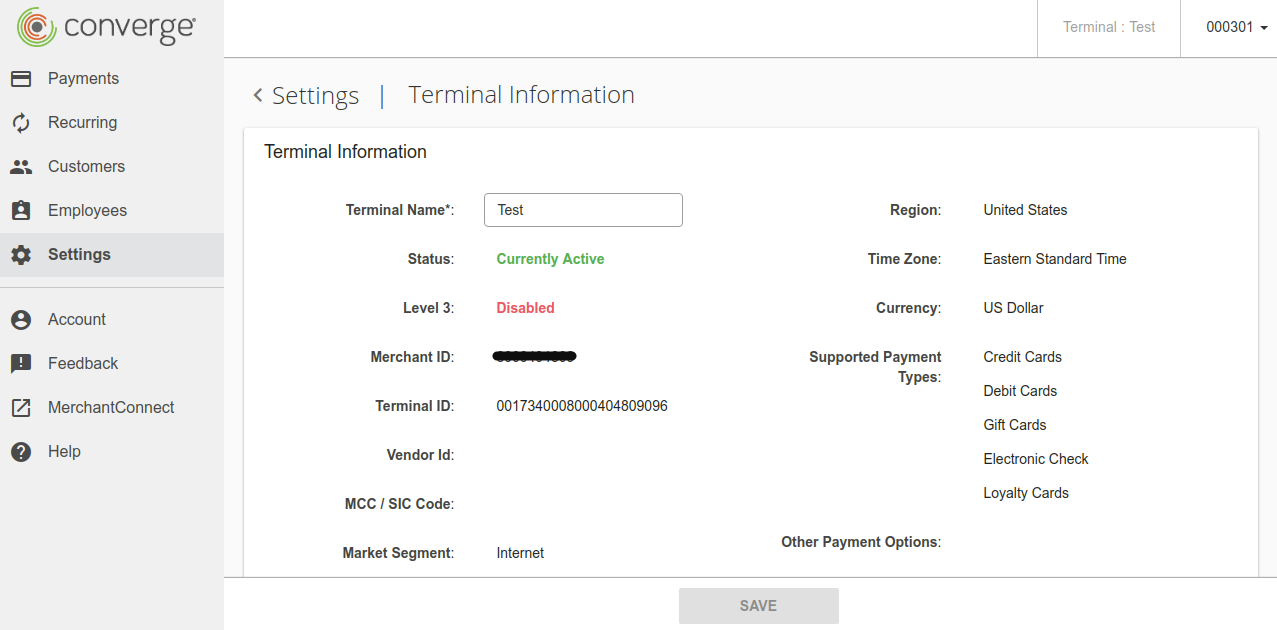 converge
Terminal : Test
000301
Payments
Recurring
Customers
Employees
Settings
Account
Feedback
MerchantConnect
Help
Settings | Terminal Information
Terminal Information
Terminal Name*: Test
Status: Currently Active
Level 3: Disabled
Merchant ID:
Terminal ID: 0017340008000404809096
Vendor Id:
MCC / SIC Code:
Market Segment: Internet
Region: United States
Time Zone: Eastern Standard Time
Currency: US Dollar
Supported Payment Types: Credit Cards
Debit Cards
Gift Cards
Electronic Check
Loyalty Cards
Other Payment Options:
SAVE